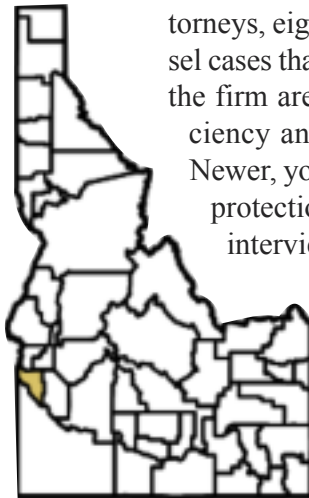 torneys, eig
sel cases tha
the firm are
ciency an
Newer, yo
protectio
intervie